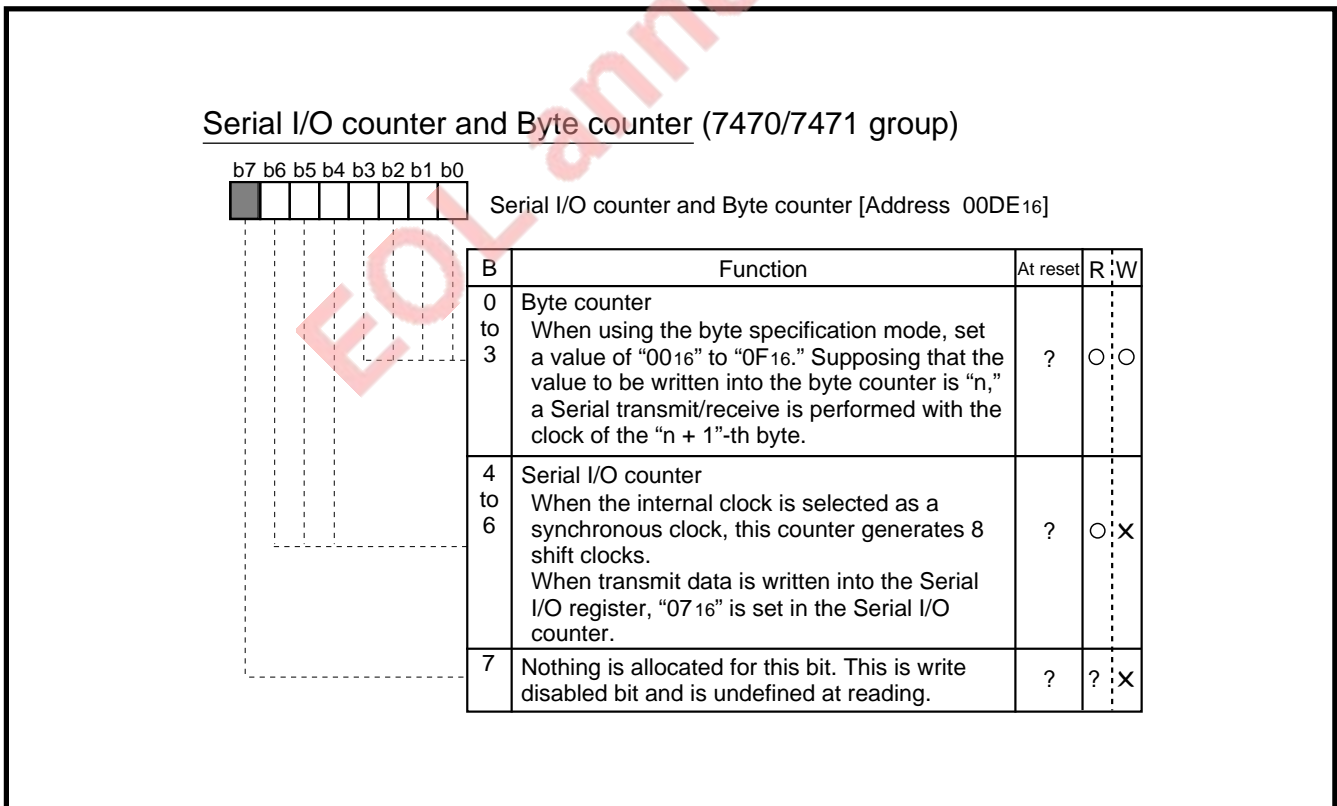 EOL ann
Serial I/O counter and Byte counter (7470/7471 group)
b7 b6 b5 b4 b3 b2 b1 b0
Serial I/O counter and Byte counter [Address 00DE16]
B Function At reset R W
0 to 3 Byte counter
When using the byte specification mode, set
a value of “0016” to “0F16.” Supposing that the
value to be written into the byte counter is “n,”
a Serial transmit/receive is performed with the
clock of the “n + 1”-th byte.
? ○ ○
4 to 6 Serial I/O counter
When the internal clock is selected as a
synchronous clock, this counter generates 8
shift clocks.
When transmit data is written into the Serial
I/O register, “0716” is set in the Serial I/O
counter.
? ○ ×
7 Nothing is allocated for this bit. This is write
disabled bit and is undefined at reading.
? ? ×